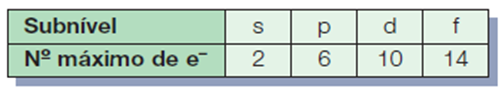 Subnível s p d f
Nº máximo de e⁻ 2 6 10 14